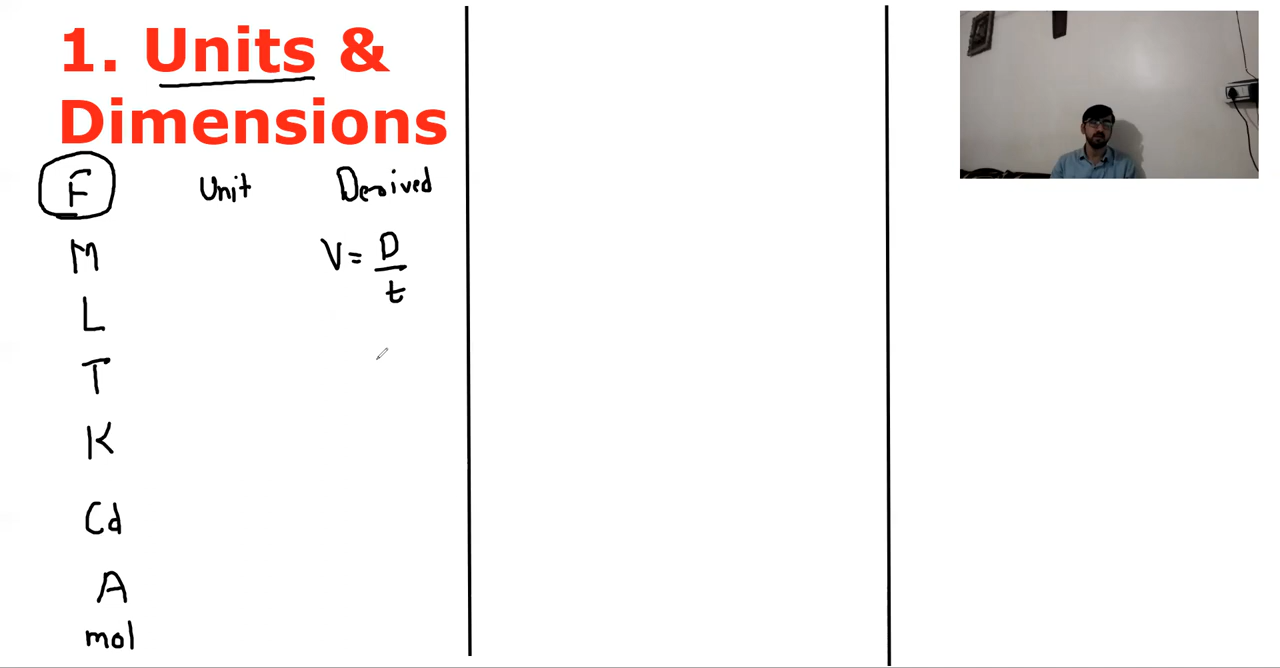 1. Units &
Dimensions
F Unit Derived
M V = D/t
L
T
K
Cd
A
mol